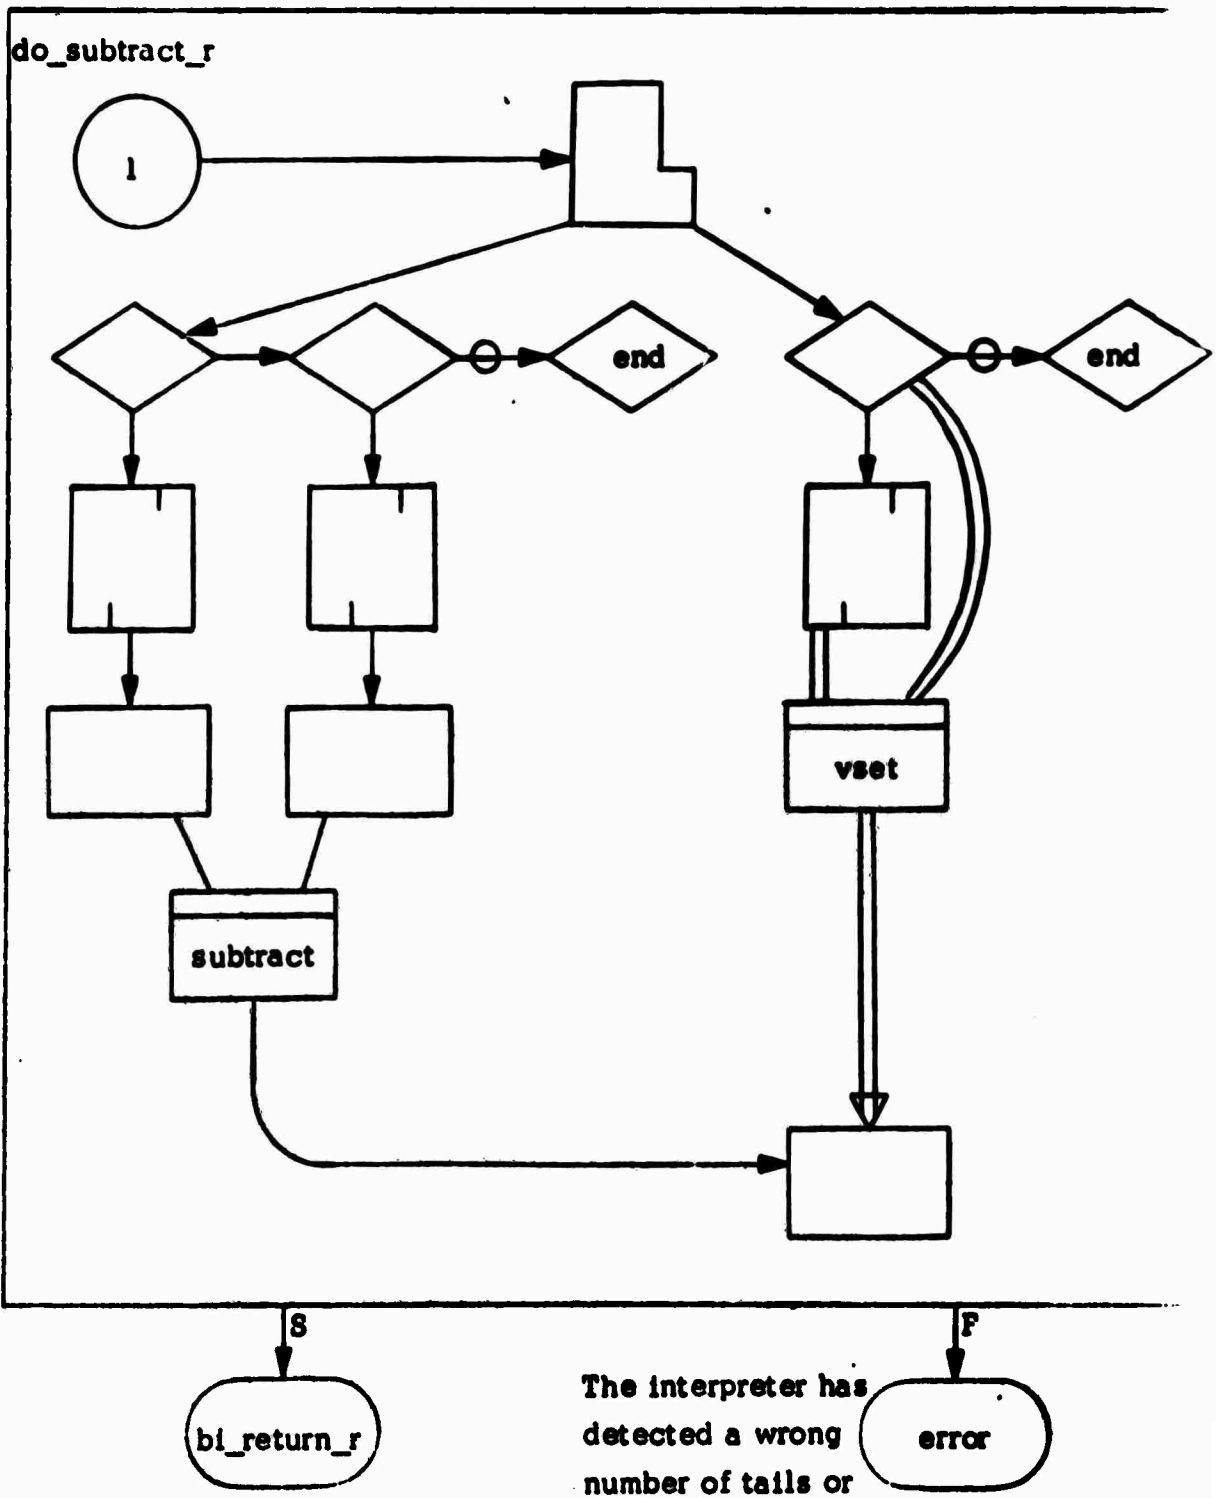 do_subtract_r
1
end
end
vset
subtract
S
F
bi_return_r
The interpreter has
detected a wrong
number of tails or
error